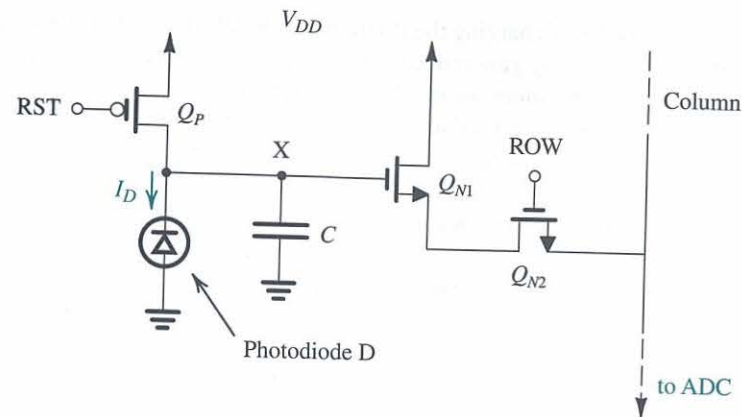 V_DD
RST
Q_P
Column
X
ROW
I_D
Q_N1
C
Q_N2
Photodiode D
to ADC